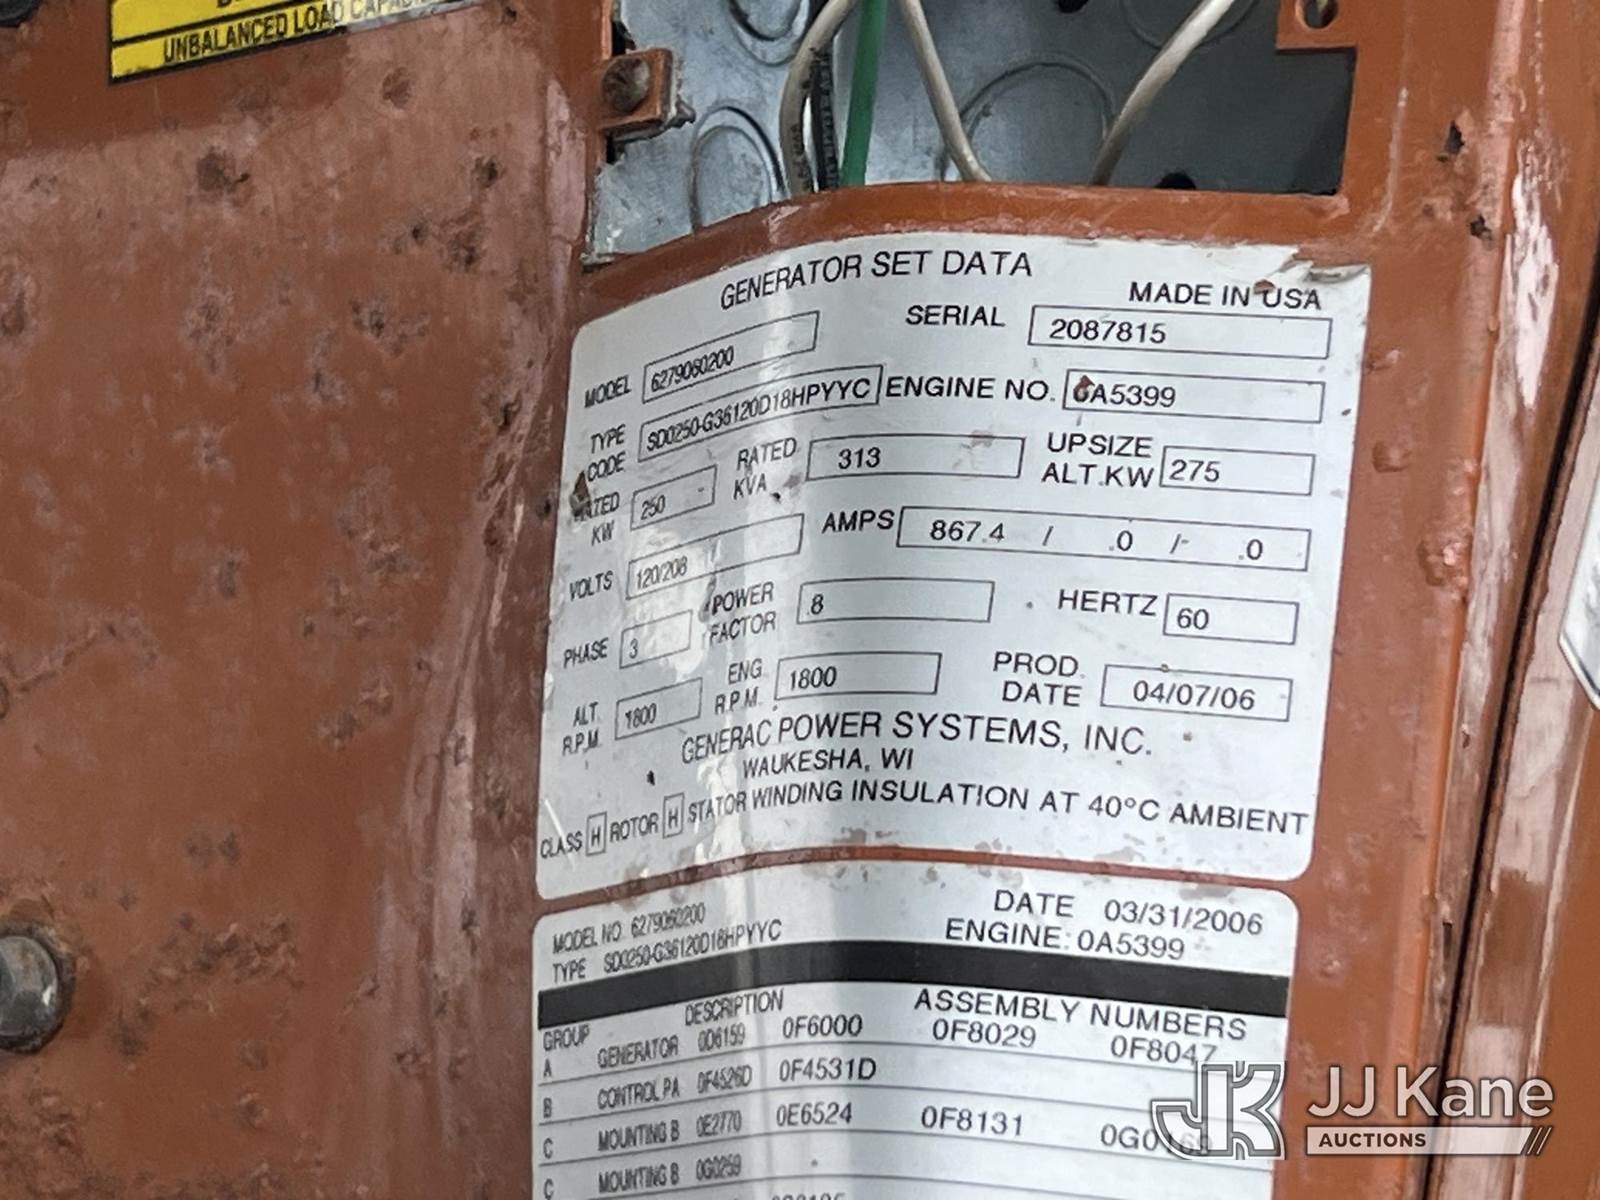 UNBALANCED LOAD
GENERATOR SET DATA
MADE IN USA
MODEL 6279060200 SERIAL 2087815
TYPE CODE SD0250-G36120D18HPYYC ENGINE NO. 0A5399
RATED KW 250 RATED KVA 313 UPSIZE ALT.KW 275
VOLTS 120/208 AMPS 867.4 / .0 / .0
PHASE 3 POWER FACTOR 8 HERTZ 60
ALT. R.P.M. 1800 ENG. R.P.M. 1800 PROD. DATE 04/07/06
GENERAC POWER SYSTEMS, INC.
WAUKESHA, WI
CLASS H ROTOR H STATOR WINDING INSULATION AT 40°C AMBIENT
MODEL NO. 6279060200 DATE 03/31/2006
TYPE SD0250-G36120D18HPYYC ENGINE: 0A5399
GROUP DESCRIPTION ASSEMBLY NUMBERS
A GENERATOR 0D6159 0F6000 0F8029 0F8047
B CONTROL PA 0F4526D 0F4531D
C MOUNTING B 0E2770 0E6524 0F8131
C MOUNTING B 0G0259
JK JJ Kane
AUCTIONS